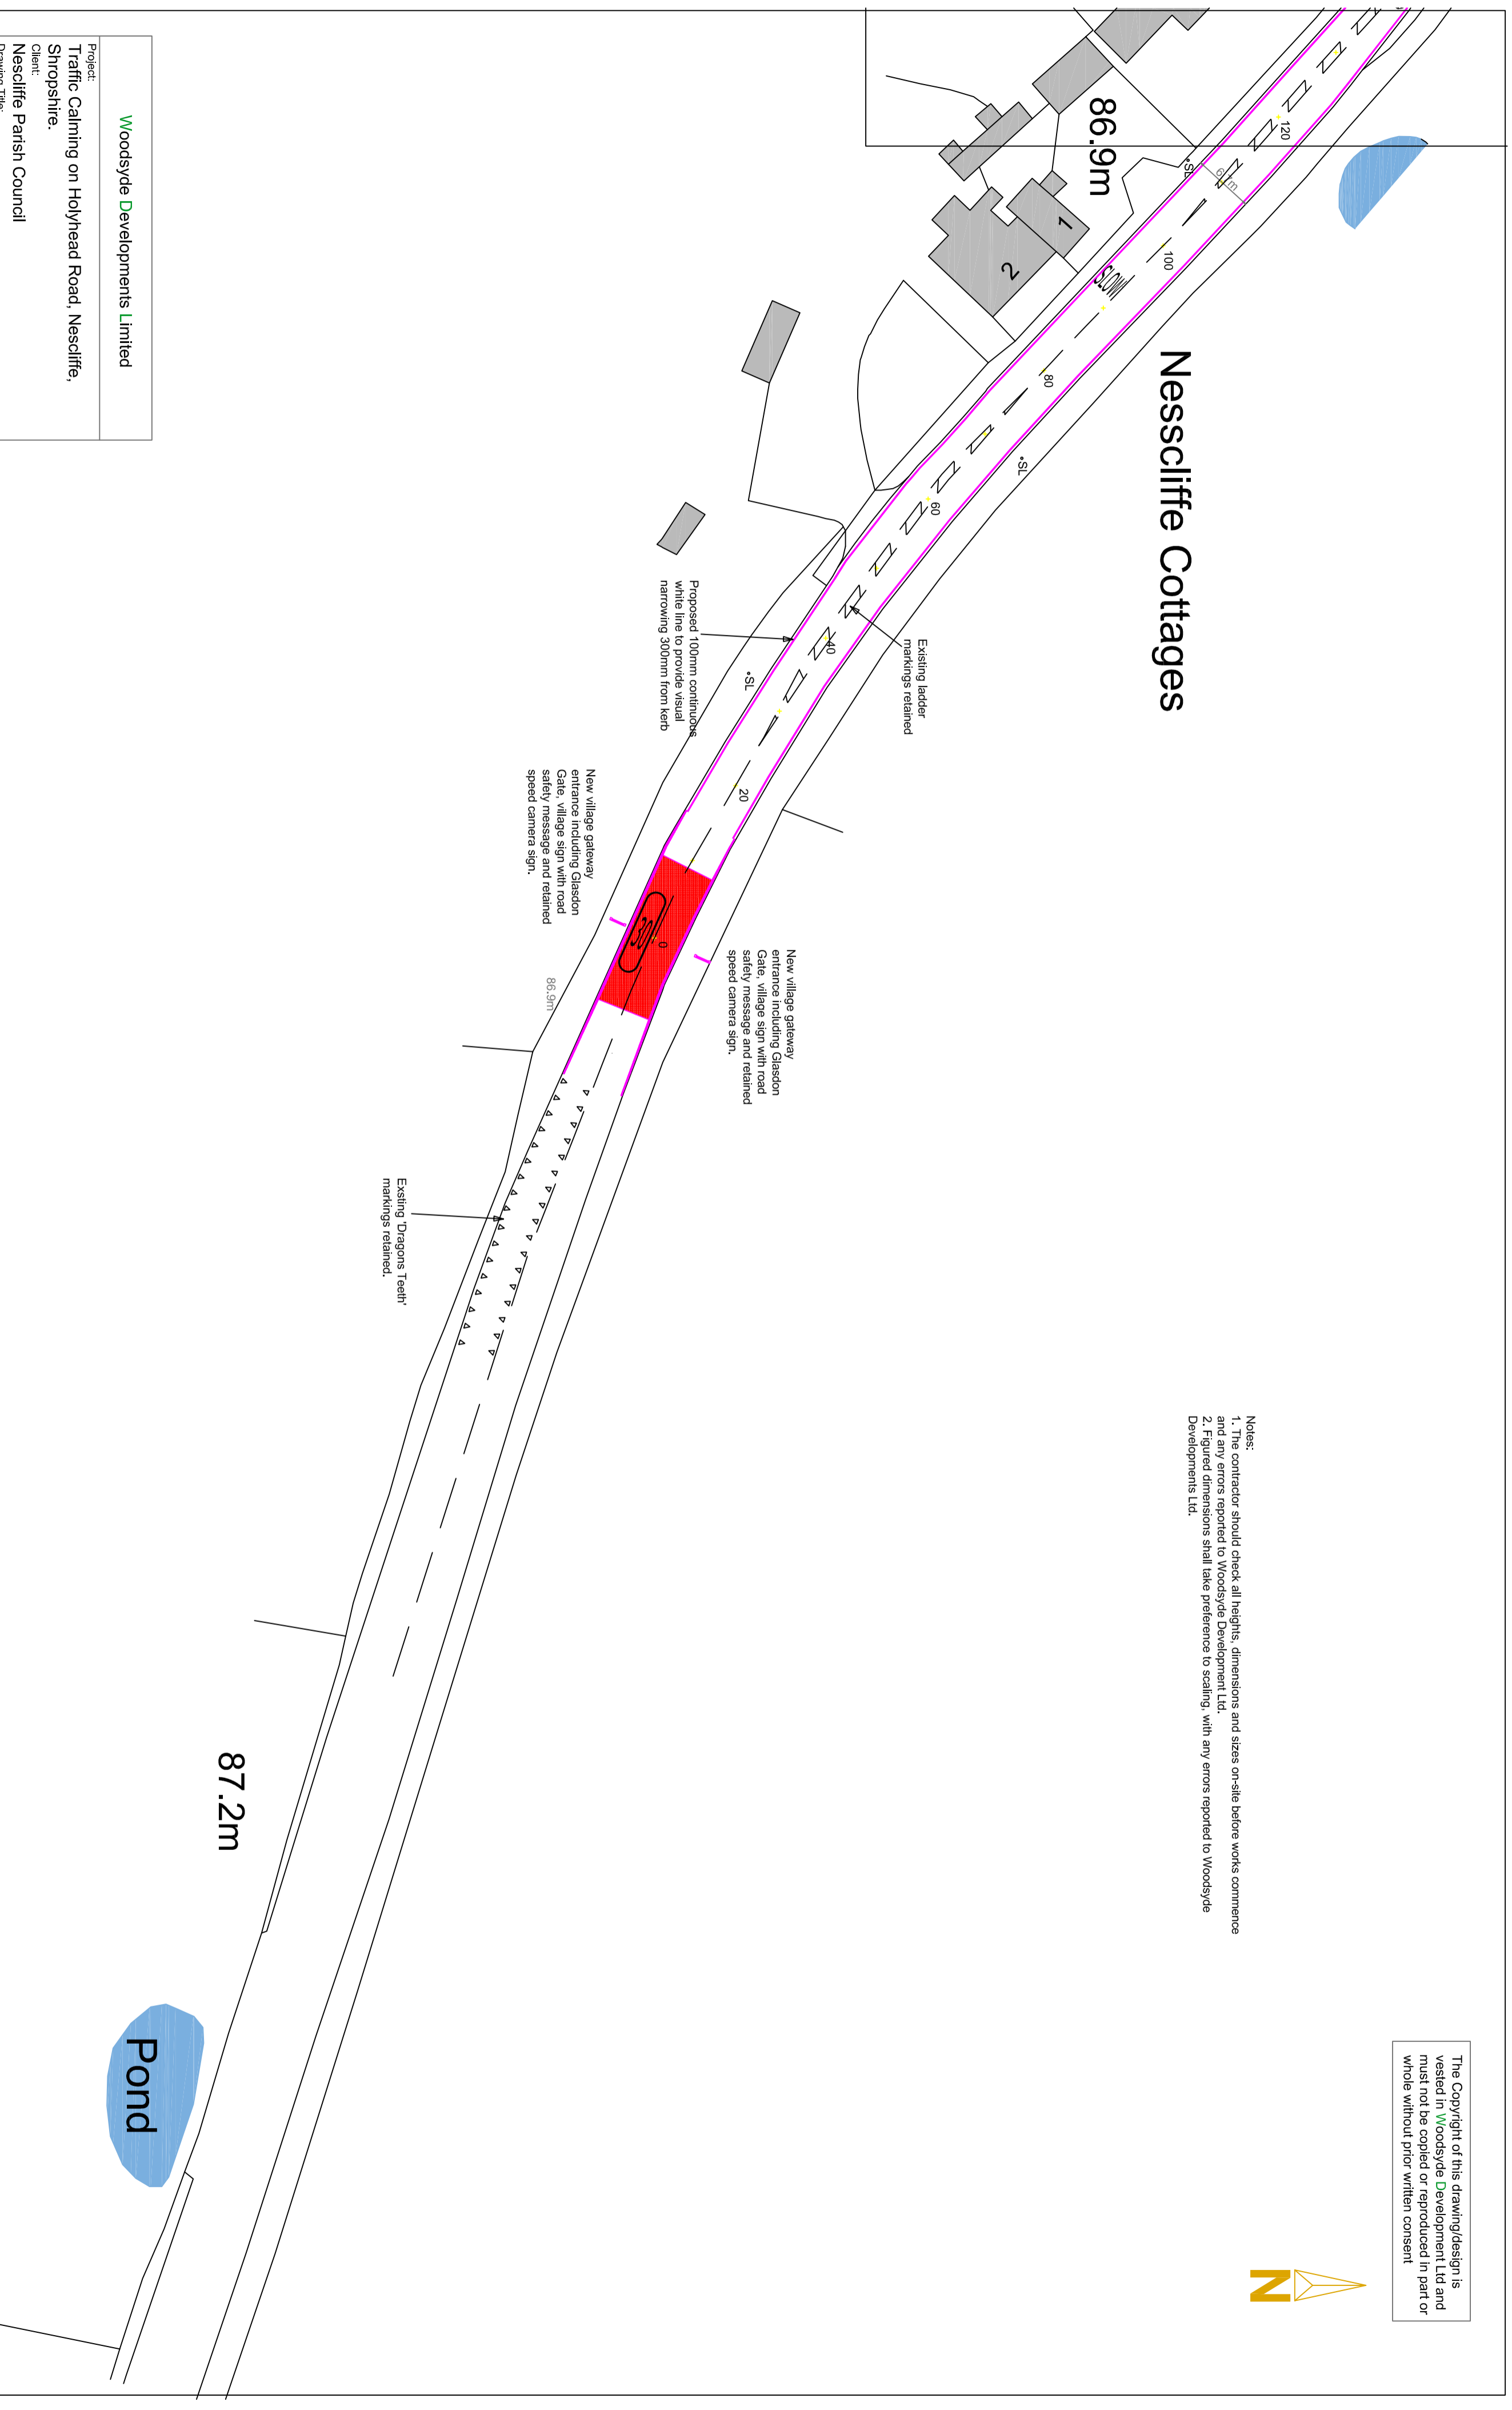 The Copyright of this drawing/design is
vested in Woodsyde Development Ltd and
must not be copied or reproduced in part or
whole without prior written consent
N
Nesscliffe Cottages
Notes:
1. The contractor should check all heights, dimensions and sizes on-site before works commence
and any errors reported to Woodsyde Development Ltd.
2. Figured dimensions shall take preference to scaling, with any errors reported to Woodsyde
Developments Ltd.
120
SL
100
SLOW
86.9m
1
2
80
SL
60
Existing ladder
markings retained
40
SL
20
Proposed 100mm continuous
white line to provide visual
narrowing 300mm from kerb
New village gateway
entrance including Glasdon
Gate, village sign with road
safety message and retained
speed camera sign.
0
New village gateway
entrance including Glasdon
Gate, village sign with road
safety message and retained
speed camera sign.
86.9m
Exsting 'Dragons Teeth'
markings retained.
87.2m
Pond
Woodsyde Developments Limited
Project:
Traffic Calming on Holyhead Road, Nescliffe,
Shropshire.
Client:
Nescliffe Parish Council